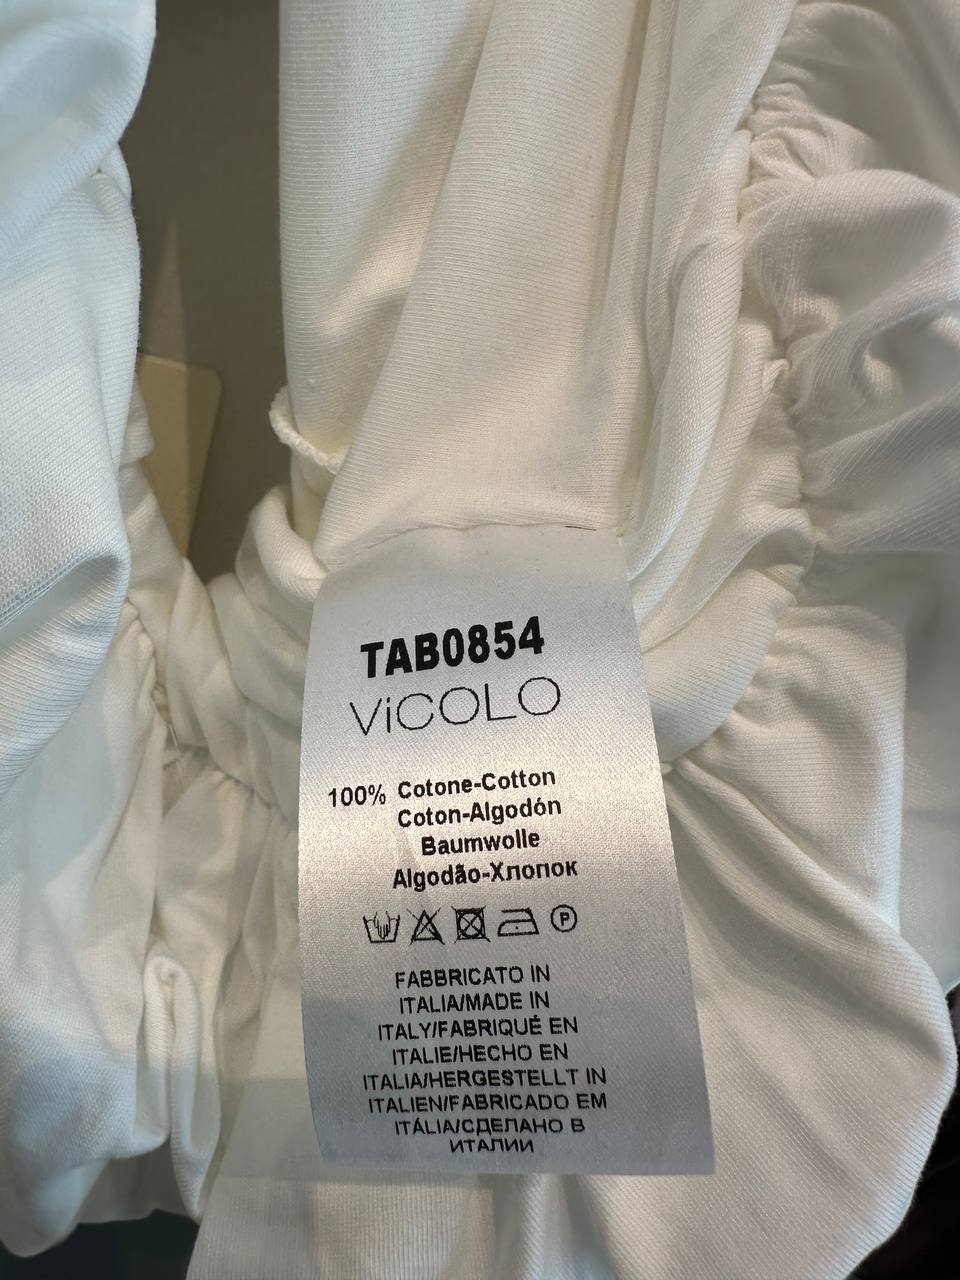 TAB0854
ViCOLO
100% Cotone-Cotton
Coton-Algodón
Baumwolle
Algodão-Хлопок
P
FABBRICATO IN
ITALIA/MADE IN
ITALY/FABRIQUÉ EN
ITALIE/HECHO EN
ITALIA/HERGESTELLT IN
ITALIEN/FABRICADO EM
ITÁLIA/СДЕЛАНО В
ИТАЛИИ